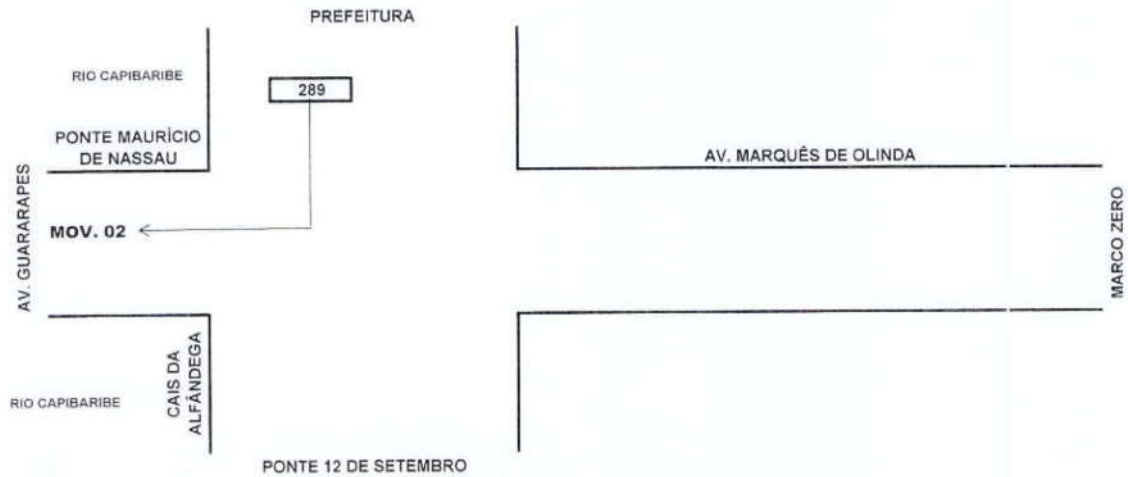 PREFEITURA
RIO CAPIBARIBE
289
PONTE MAURÍCIO
DE NASSAU
AV. MARQUÊS DE OLINDA
AV. GUARARAPES
MOV. 02
MARCO ZERO
CAIS DA
ALFÂNDEGA
RIO CAPIBARIBE
PONTE 12 DE SETEMBRO